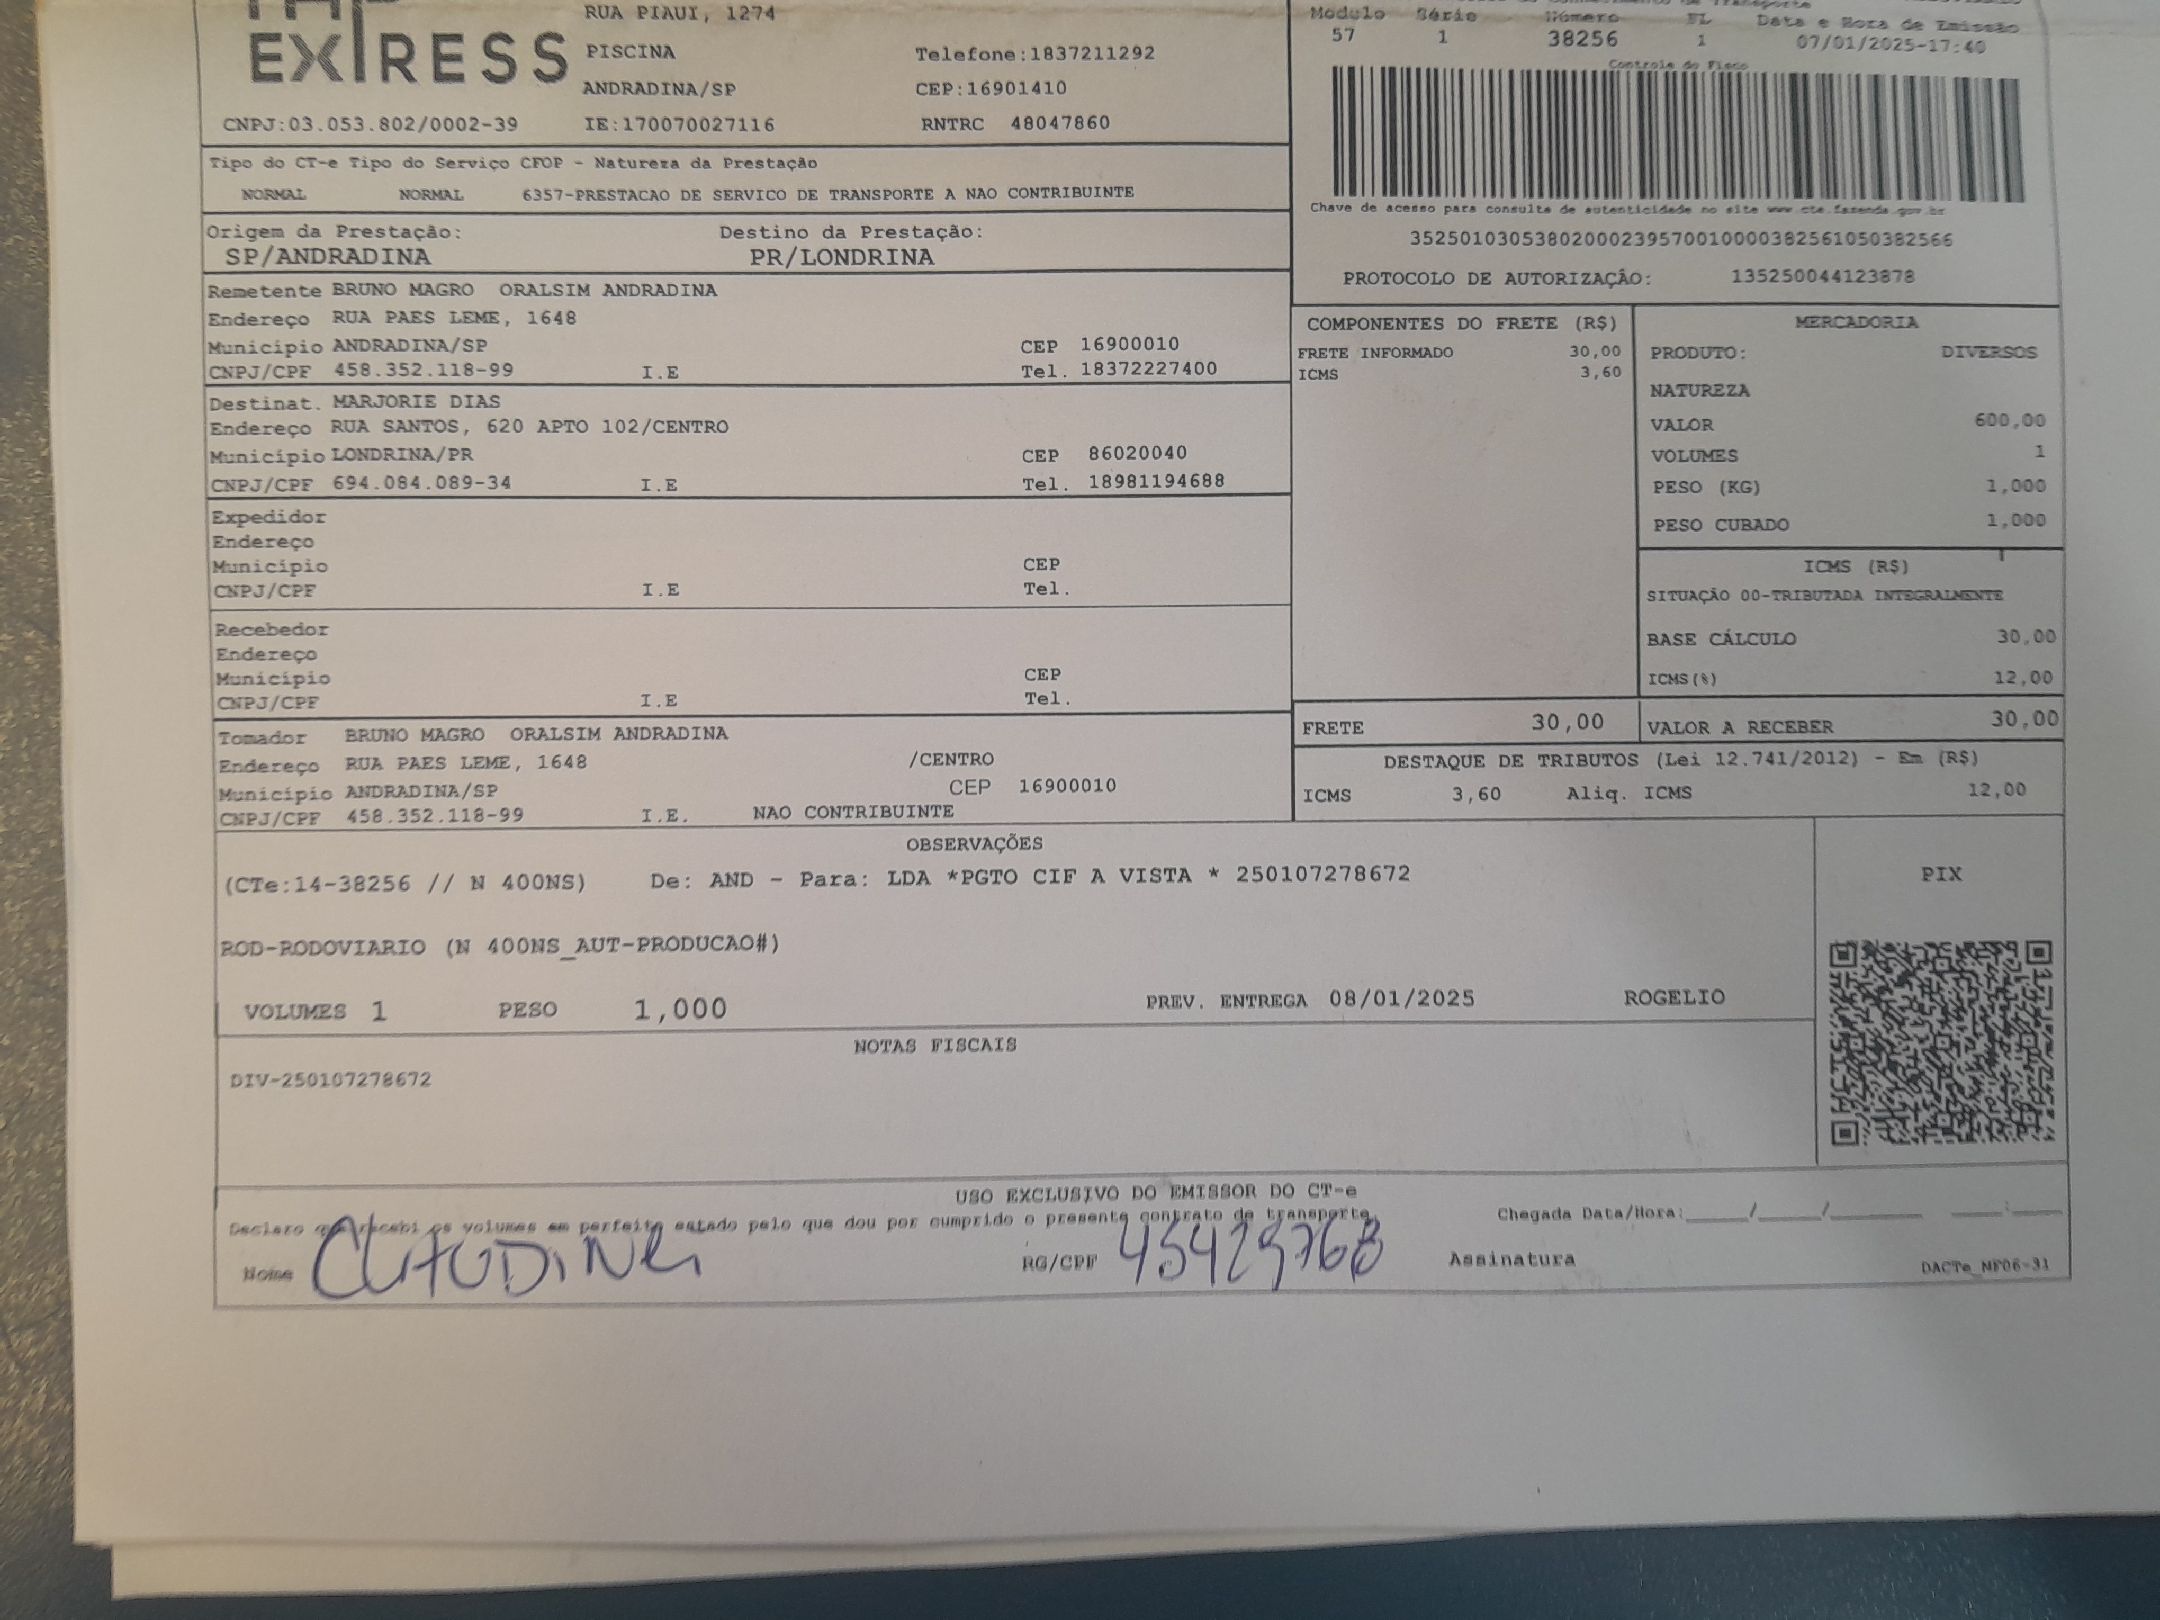 EXPRESS
RUA PIAUI, 1274
PISCINA Telefone:1837211292
ANDRADINA/SP CEP:16901410
CNPJ:03.053.802/0002-39 IE:170070027116 RNTRC 48047860
Modulo Série Número FL Data e Hora de Emissão
57 1 38256 1 07/01/2025-17:40
Controle do Fisco
Chave de acesso para consulta de autenticidade no site www.cte.fazenda.gov.br
35250103053802000239570010000382561050382566
PROTOCOLO DE AUTORIZAÇÃO: 135250044123878
Tipo do CT-e Tipo do Serviço CFOP - Natureza da Prestação
NORMAL NORMAL 6357-PRESTACAO DE SERVICO DE TRANSPORTE A NAO CONTRIBUINTE
Origem da Prestação: Destino da Prestação:
SP/ANDRADINA PR/LONDRINA
Remetente BRUNO MAGRO ORALSIM ANDRADINA
Endereço RUA PAES LEME, 1648
Município ANDRADINA/SP CEP 16900010
CNPJ/CPF 458.352.118-99 I.E Tel. 18372227400
Destinat. MARJORIE DIAS
Endereço RUA SANTOS, 620 APTO 102/CENTRO
Município LONDRINA/PR CEP 86020040
CNPJ/CPF 694.084.089-34 I.E Tel. 18981194688
Expedidor
Endereço
Município CEP
CNPJ/CPF I.E Tel.
Recebedor
Endereço
Município CEP
CNPJ/CPF I.E Tel.
Tomador BRUNO MAGRO ORALSIM ANDRADINA
Endereço RUA PAES LEME, 1648 /CENTRO
Município ANDRADINA/SP CEP 16900010
CNPJ/CPF 458.352.118-99 I.E. NAO CONTRIBUINTE
COMPONENTES DO FRETE (R$)
FRETE INFORMADO 30,00
ICMS 3,60
MERCADORIA
PRODUTO: DIVERSOS
NATUREZA
VALOR 600,00
VOLUMES 1
PESO (KG) 1,000
PESO CUBADO 1,000
ICMS (R$)
SITUAÇÃO 00-TRIBUTADA INTEGRALMENTE
BASE CÁLCULO 30,00
ICMS(%) 12,00
FRETE 30,00 VALOR A RECEBER 30,00
DESTAQUE DE TRIBUTOS (Lei 12.741/2012) - Em (R$)
ICMS 3,60 Aliq. ICMS 12,00
OBSERVAÇÕES
(CTe:14-38256 // N 400NS) De: AND - Para: LDA *PGTO CIF A VISTA * 250107278672
ROD-RODOVIARIO (N 400NS_AUT-PRODUCAO#)
VOLUMES 1 PESO 1,000 PREV. ENTREGA 08/01/2025 ROGELIO
PIX
NOTAS FISCAIS
DIV-250107278672
USO EXCLUSIVO DO EMISSOR DO CT-e
Declaro que recebi os volumes em perfeito estado pelo que dou por cumprido o presente contrato de transporte. Chegada Data/Hora:____/____/______ ____:____
Nome CLAUDINEI RG/CPF 45429768 Assinatura DACTe_NF06-31